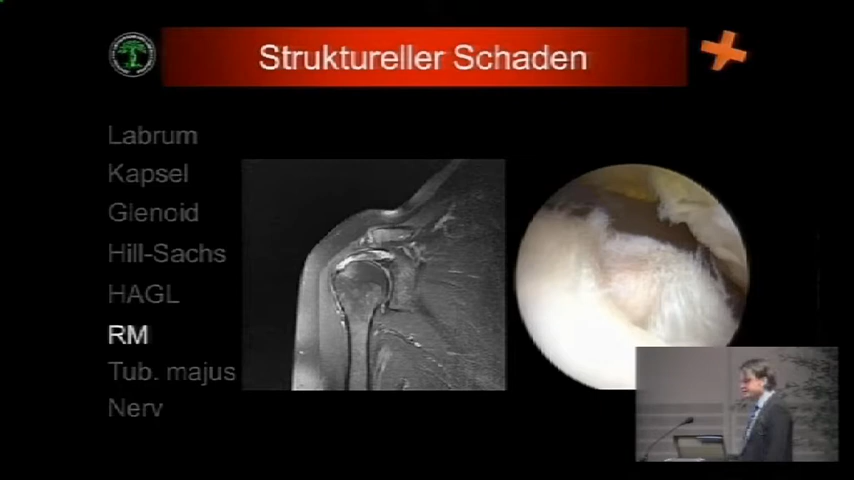 Struktureller Schaden
Labrum
Kapsel
Glenoid
Hill-Sachs
HAGL
RM
Tub. majus
Nerv